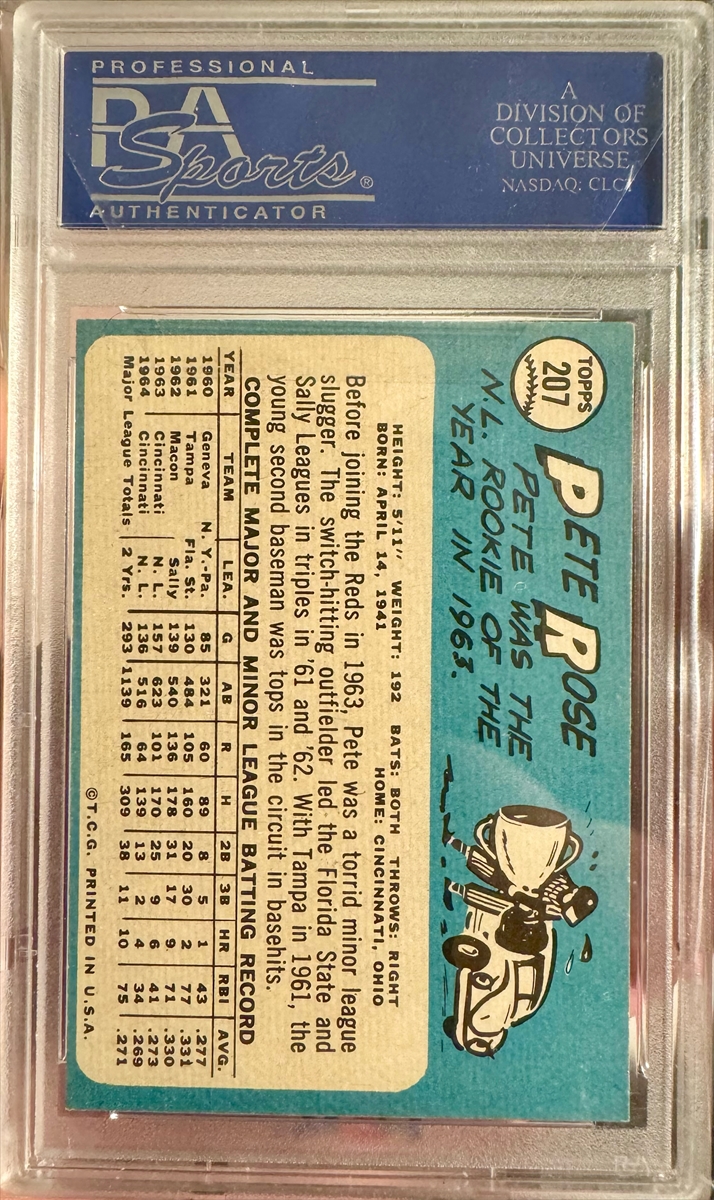 PROFESSIONAL
PSA
Sports®
AUTHENTICATOR
A
DIVISION OF
COLLECTORS
UNIVERSE
NASDAQ: CLCT
TOPPS
207
PETE ROSE
PETE WAS THE
N.L. ROOKIE OF THE
YEAR IN 1963.
HEIGHT: 5'11" WEIGHT: 192 BATS: BOTH THROWS: RIGHT
BORN: APRIL 14, 1941 HOME: CINCINNATI, OHIO
Before joining the Reds in 1963, Pete was a torrid minor league
slugger. The switch-hitting outfielder led the Florida State and
Sally Leagues in triples in '61 and '62. With Tampa in 1961, the
young second baseman was tops in the circuit in basehits.
COMPLETE MAJOR AND MINOR LEAGUE BATTING RECORD
YEAR TEAM LEA. G AB R H 2B 3B HR RBI AVG.
1960 Geneva N.Y.-Pa. 85 321 60 89 8 5 1 43 .277
1961 Tampa Fla. St. 130 484 105 160 20 30 2 77 .331
1962 Macon Sally 139 540 136 178 31 17 9 71 .330
1963 Cincinnati N. L. 157 623 101 170 25 9 6 41 .273
1964 Cincinnati N. L. 136 516 64 139 13 2 4 34 .269
Major League Totals 2 Yrs. 293 1139 165 309 38 11 10 75 .271
©T.C.G. PRINTED IN U.S.A.